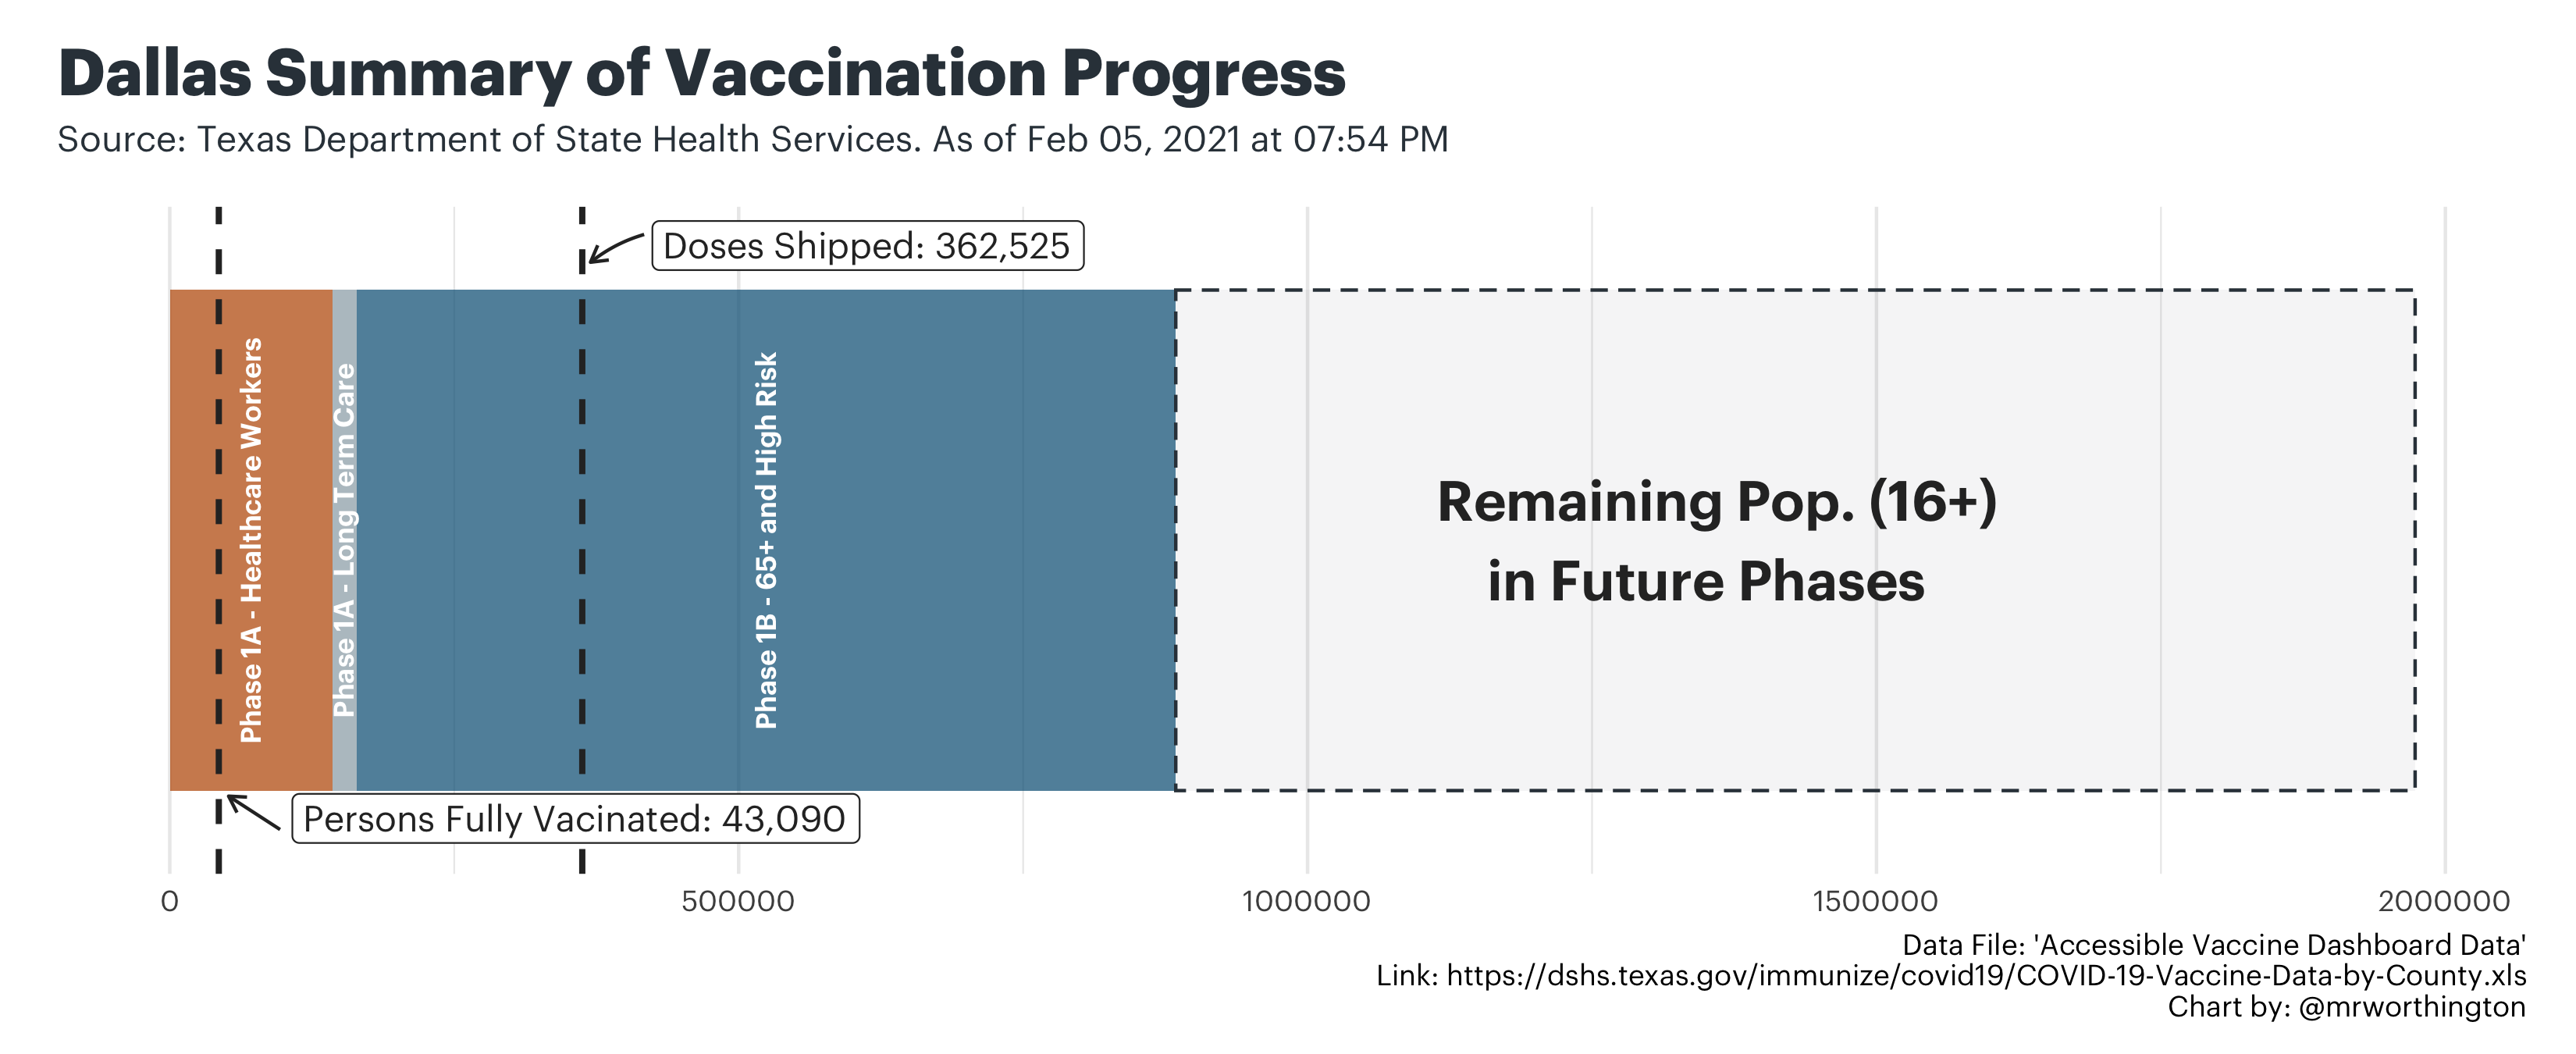 Dallas Summary of Vaccination Progress
Source: Texas Department of State Health Services. As of Feb 05, 2021 at 07:54 PM
Doses Shipped: 362,525
Phase 1A - Healthcare Workers
Phase 1A - Long Term Care
Phase 1B - 65+ and High Risk
Remaining Pop. (16+)
in Future Phases
Persons Fully Vacinated: 43,090
0 500000 1000000 1500000 2000000
Data File: 'Accessible Vaccine Dashboard Data'
Link: https://dshs.texas.gov/immunize/covid19/COVID-19-Vaccine-Data-by-County.xls
Chart by: @mrworthington